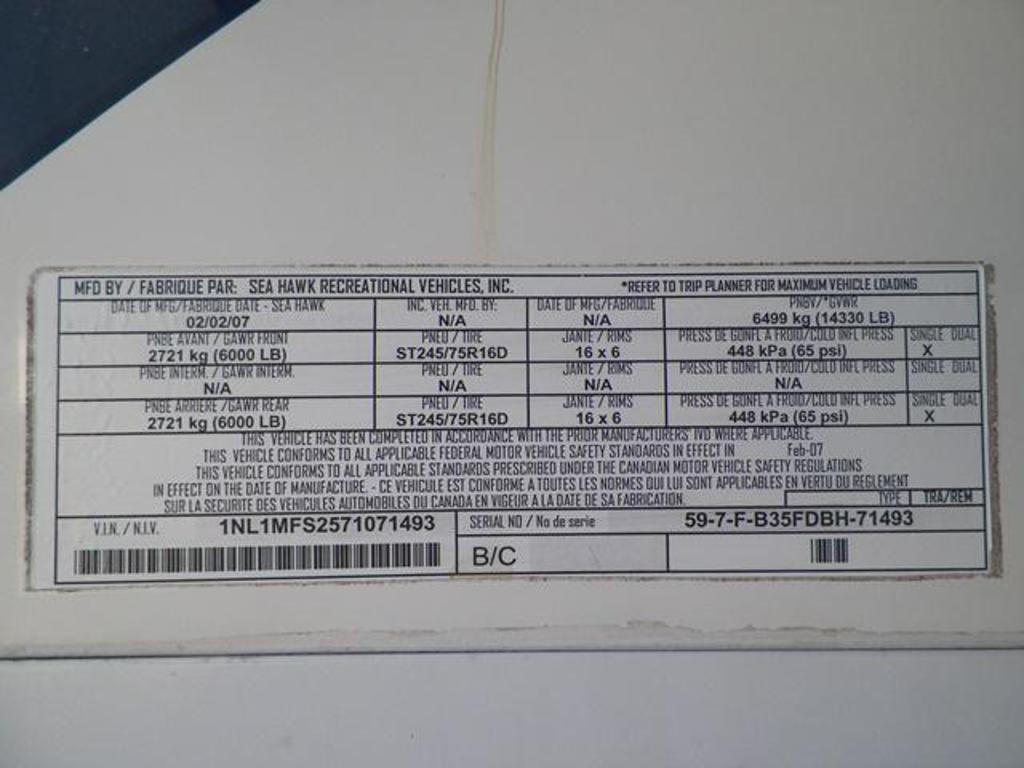 MFD BY / FABRIQUE PAR: SEA HAWK RECREATIONAL VEHICLES, INC. *REFER TO TRIP PLANNER FOR MAXIMUM VEHICLE LOADING
DATE OF MFG/FABRIQUE DATE - SEA HAWK INC. VEH. MFD. BY: DATE OF MFG/FABRIQUE PNBV/*GVWR
02/02/07 N/A N/A 6499 kg (14330 LB)
PNBE AVANT / GAWR FRONT PNEU / TIRE JANTE / RIMS PRESS DE GONFL A FROID/COLD INFL PRESS SINGLE DUAL
2721 kg (6000 LB) ST245/75R16D 16 x 6 448 kPa (65 psi) X
PNBE INTERM. / GAWR INTERM. PNEU / TIRE JANTE / RIMS PRESS DE GONFL A FROID/COLD INFL PRESS SINGLE DUAL
N/A N/A N/A N/A
PNBE ARRIERE /GAWR REAR PNEU / TIRE JANTE / RIMS PRESS DE GONFL A FROID/COLD INFL PRESS SINGLE DUAL
2721 kg (6000 LB) ST245/75R16D 16 x 6 448 kPa (65 psi) X
THIS VEHICLE HAS BEEN COMPLETED IN ACCORDANCE WITH THE PRIOR MANUFACTURERS' IVD WHERE APPLICABLE.
THIS VEHICLE CONFORMS TO ALL APPLICABLE FEDERAL MOTOR VEHICLE SAFETY STANDARDS IN EFFECT IN Feb-07
THIS VEHICLE CONFORMS TO ALL APPLICABLE STANDARDS PRESCRIBED UNDER THE CANADIAN MOTOR VEHICLE SAFETY REGULATIONS
IN EFFECT ON THE DATE OF MANUFACTURE. - CE VEHICULE EST CONFORME A TOUTES LES NORMES QUI LUI SONT APPLICABLES EN VERTU DU REGLEMENT
SUR LA SECURITE DES VEHICULES AUTOMOBILES DU CANADA EN VIGEUR A LA DATE DE SA FABRICATION. TYPE TRA/REM
V.I.N. / N.I.V. 1NL1MFS2571071493 SERIAL NO / No de serie 59-7-F-B35FDBH-71493
B/C